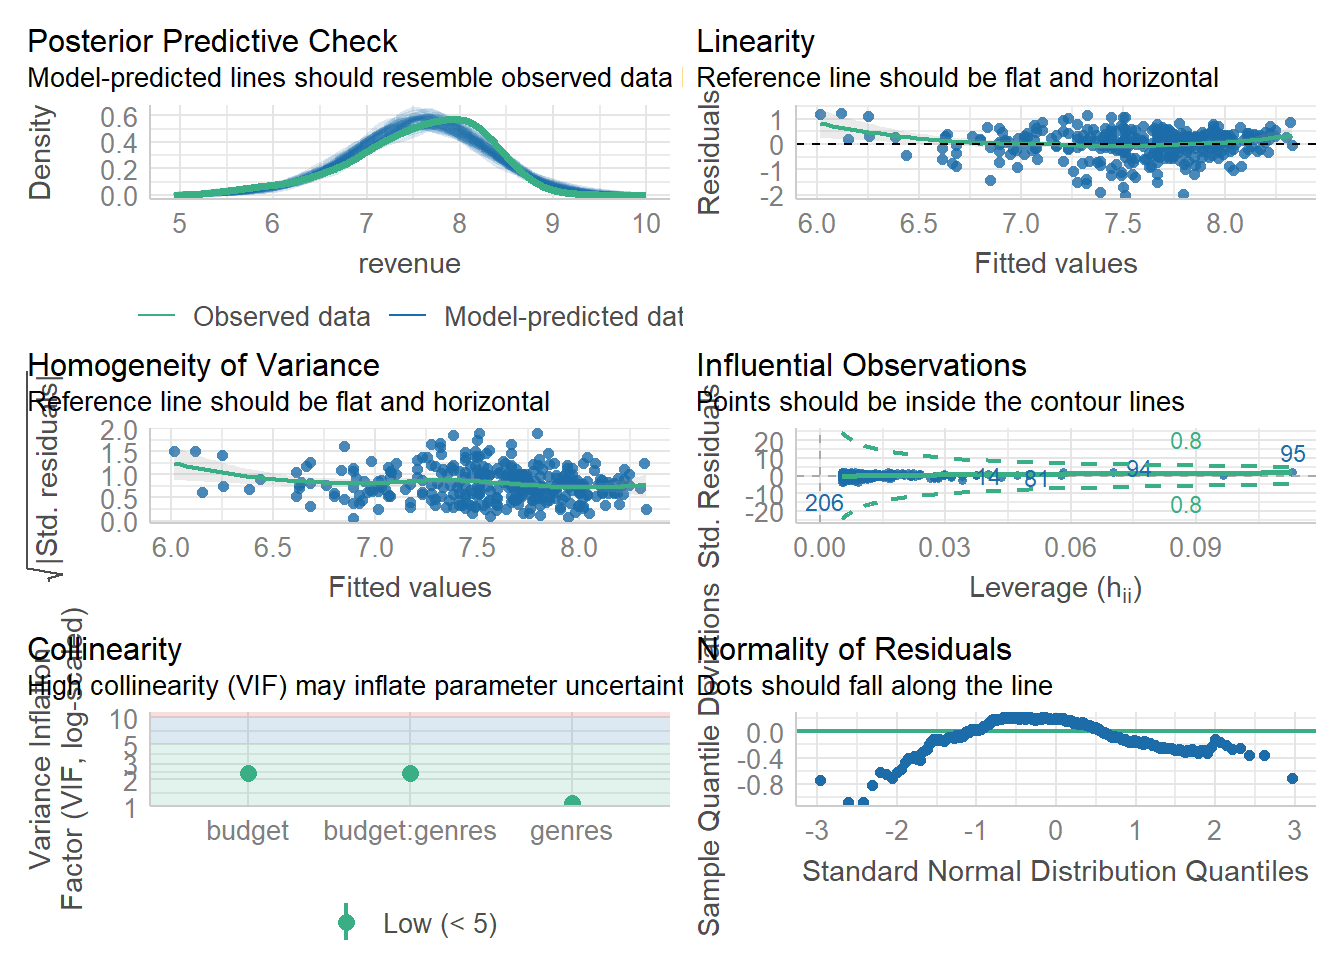 Posterior Predictive Check
Model-predicted lines should resemble observed data
Density
0.6
0.4
0.2
0.0
5 6 7 8 9 10
revenue
Observed data Model-predicted dat
Linearity
Reference line should be flat and horizontal
Residuals
1
0
-1
-2
6.0 6.5 7.0 7.5 8.0
Fitted values
Homogeneity of Variance
Reference line should be flat and horizontal
√|Std. residuals|
2.0
1.5
1.0
0.5
0.0
6.0 6.5 7.0 7.5 8.0
Fitted values
Influential Observations
Points should be inside the contour lines
Std. Residuals
20
10
0
-10
-20
0.8
95
94
14
81
206
0.8
0.00 0.03 0.06 0.09
Leverage (hii)
Collinearity
High collinearity (VIF) may inflate parameter uncertaint
Variance Inflation
Factor (VIF, log-scaled)
10
5
3
2
1
budget budget:genres genres
Low (< 5)
Normality of Residuals
Dots should fall along the line
Sample Quantile Deviations
0.0
-0.4
-0.8
-3 -2 -1 0 1 2 3
Standard Normal Distribution Quantiles